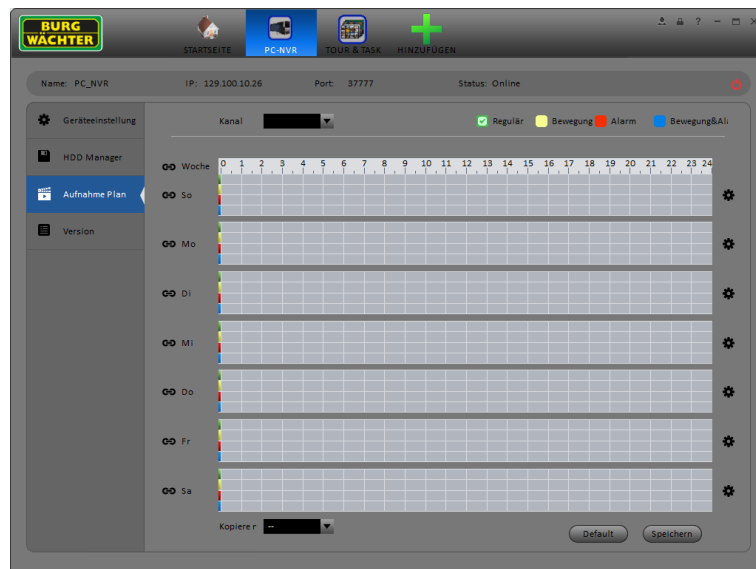 BURG
WÄCHTER
STARTSEITE
PC-NVR
TOUR & TASK
HINZUFÜGEN
?
Name: PC_NVR IP: 129.100.10.26 Port: 37777 Status: Online
Geräteeinstellung
HDD Manager
Aufnahme Plan
Version
Kanal
Regulär Bewegung Alarm Bewegung&Ala
Woche 0 1 2 3 4 5 6 7 8 9 10 11 12 13 14 15 16 17 18 19 20 21 22 23 24
So
Mo
Di
Mi
Do
Fr
Sa
Kopiere r -- Default Speichern